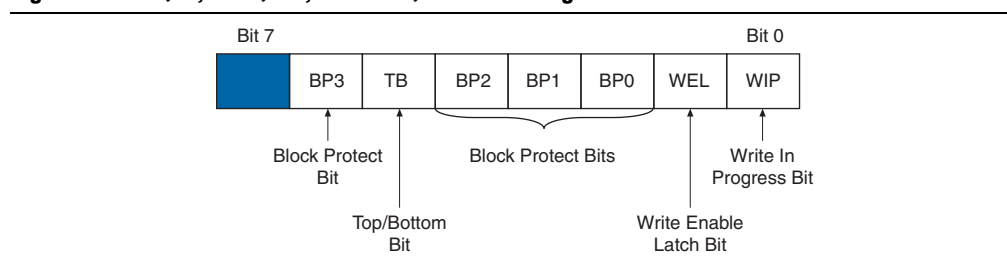 Bit 7 Bit 0
BP3 TB BP2 BP1 BP0 WEL WIP
Block Protect
Bit
Block Protect Bits
Write In
Progress Bit
Top/Bottom
Bit
Write Enable
Latch Bit